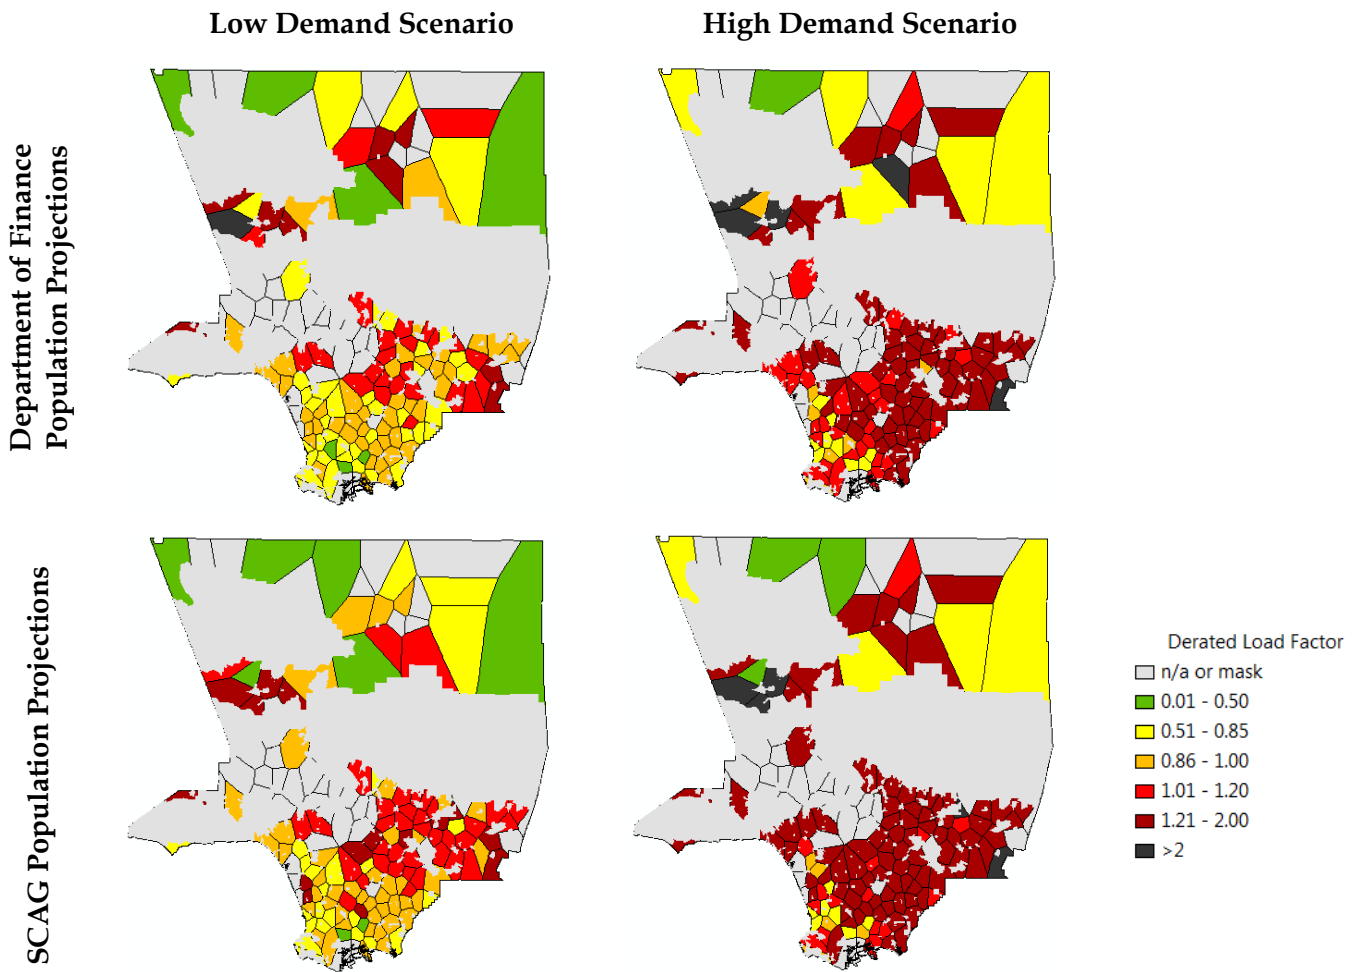 Low Demand Scenario
High Demand Scenario
Department of Finance
Population Projections
SCAG Population Projections
Derated Load Factor
n/a or mask
0.01 - 0.50
0.51 - 0.85
0.86 - 1.00
1.01 - 1.20
1.21 - 2.00
>2